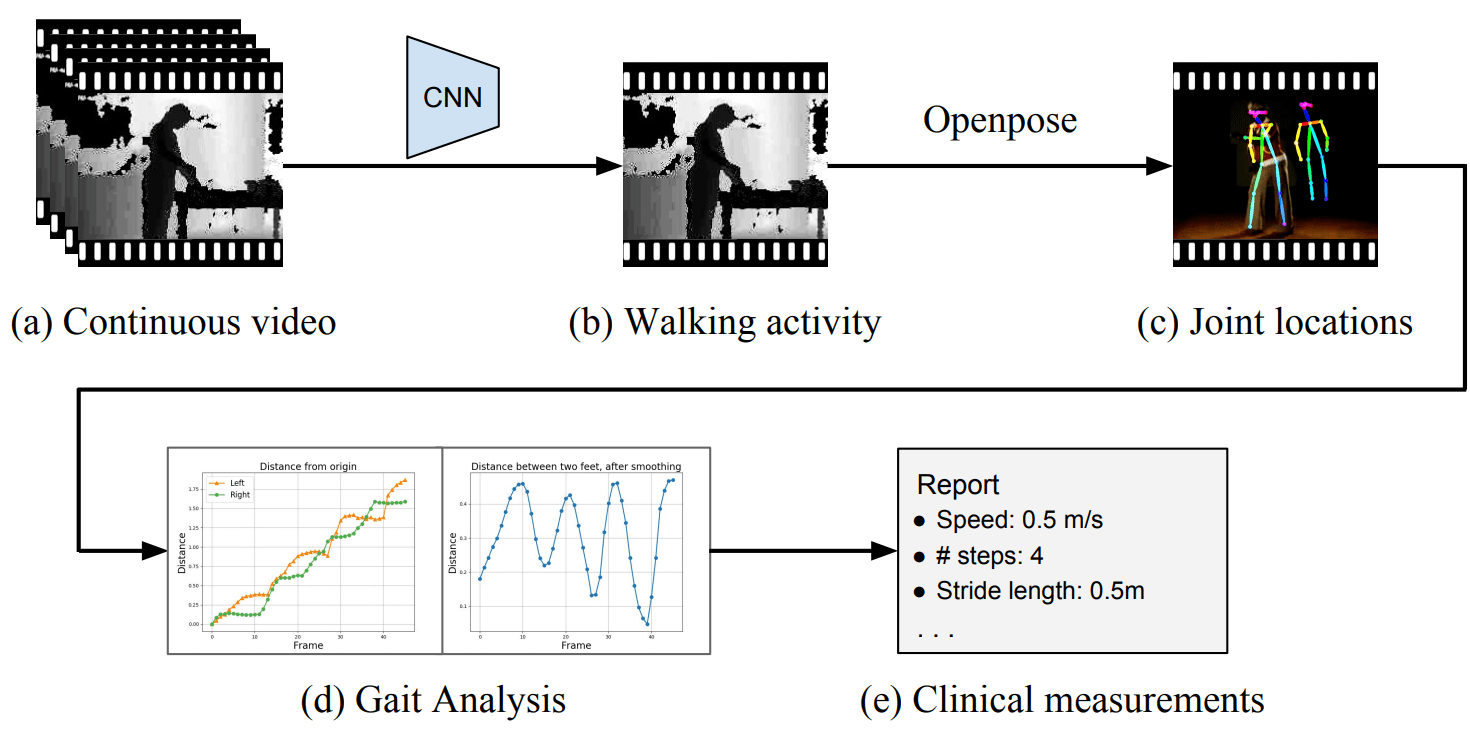 CNN
Openpose
(a) Continuous video
(b) Walking activity
(c) Joint locations
Distance from origin
Left
Right
1.75
1.50
1.25
1.00
0.75
0.50
0.25
0.00
Distance
0
10
20
30
40
Frame
Distance between two feet, after smoothing
0.4
0.3
0.2
0.1
Distance
0
10
20
30
40
Frame
Report
● Speed: 0.5 m/s
● # steps: 4
● Stride length: 0.5m
. . .
(d) Gait Analysis
(e) Clinical measurements